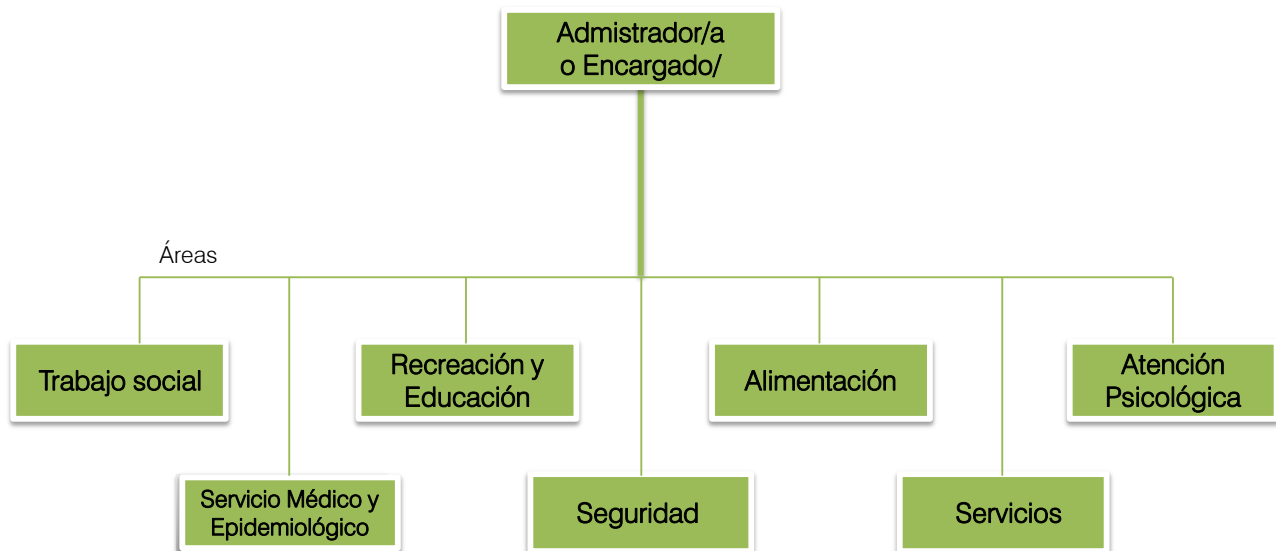 Admistrador/a
o Encargado/
Áreas
Trabajo social
Recreación y
Educación
Alimentación
Atención
Psicológica
Servicio Médico y
Epidemiológico
Seguridad
Servicios